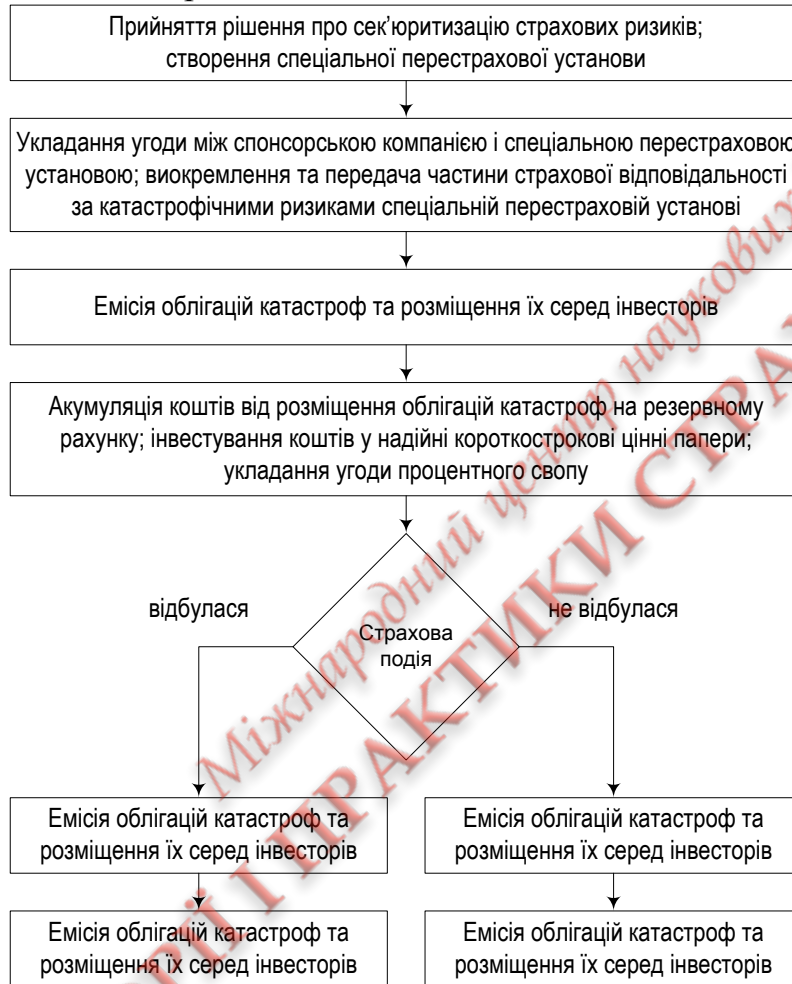 Прийняття рішення про сек’юритизацію страхових ризиків;
створення спеціальної перестрахової установи
Укладання угоди між спонсорською компанією і спеціальною перестраховою
установою; виокремлення та передача частини страхової відповідальності
за катастрофічними ризиками спеціальній перестраховій установі
Емісія облігацій катастроф та розміщення їх серед інвесторів
Акумуляція коштів від розміщення облігацій катастроф на резервному
рахунку; інвестування коштів у надійні короткострокові цінні папери;
укладання угоди процентного свопу
відбулася
не відбулася
Страхова
подія
Емісія облігацій катастроф та
розміщення їх серед інвесторів
Емісія облігацій катастроф та
розміщення їх серед інвесторів
Емісія облігацій катастроф та
розміщення їх серед інвесторів
Емісія облігацій катастроф та
розміщення їх серед інвесторів
Міжнародний центр наукових
І ПРАКТИКИ